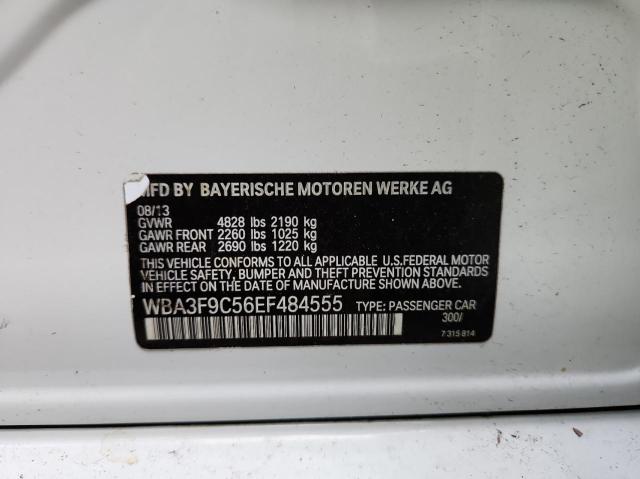 MFD BY BAYERISCHE MOTOREN WERKE AG
08/13
GVWR 4828 lbs 2190 kg
GAWR FRONT 2260 lbs 1025 kg
GAWR REAR 2690 lbs 1220 kg
THIS VEHICLE CONFORMS TO ALL APPLICABLE U.S.FEDERAL MOTOR
VEHICLE SAFETY, BUMPER AND THEFT PREVENTION STANDARDS
IN EFFECT ON THE DATE OF MANUFACTURE SHOWN ABOVE.
WBA3F9C56EF484555 TYPE: PASSENGER CAR
300/
7 315 814